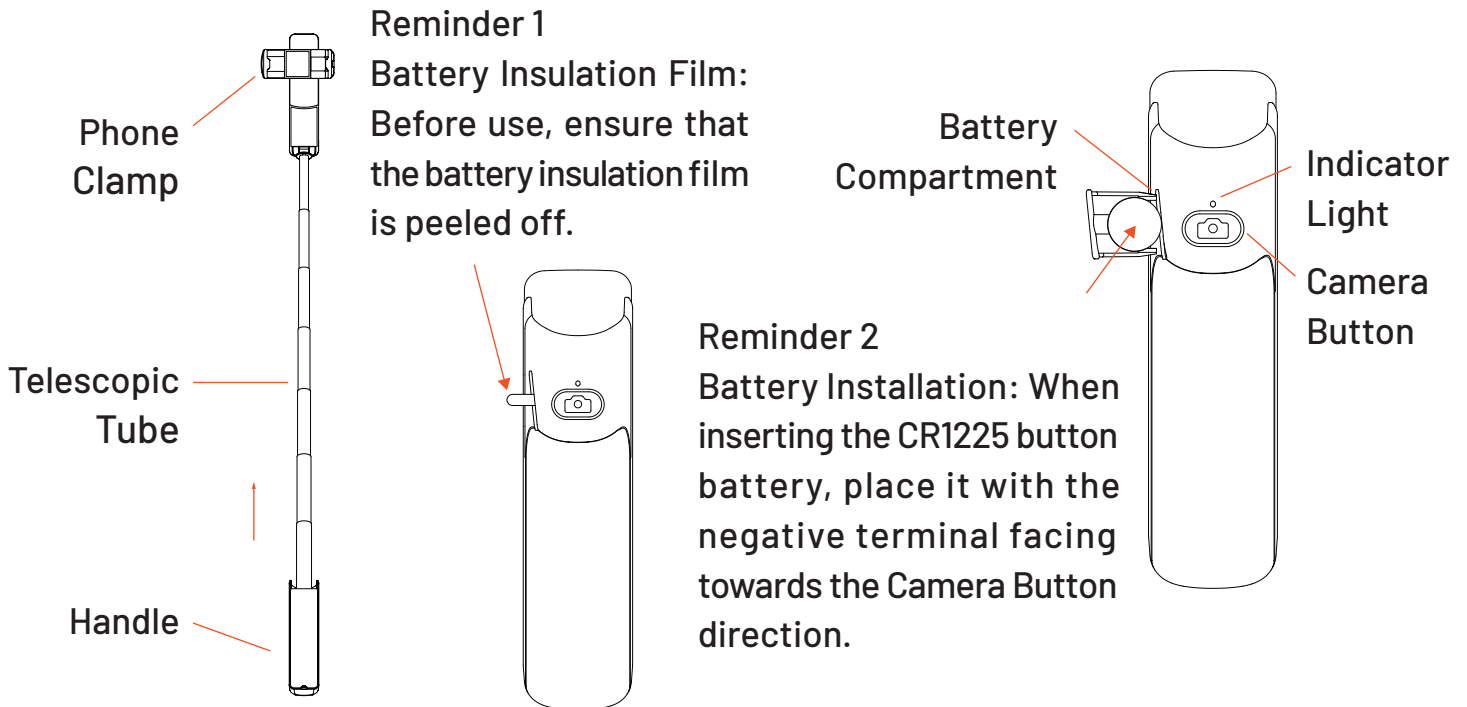 Phone
Clamp
Telescopic
Tube
Handle
Reminder 1
Battery Insulation Film:
Before use, ensure that
the battery insulation film
is peeled off.
Reminder 2
Battery Installation: When
inserting the CR1225 button
battery, place it with the
negative terminal facing
towards the Camera Button
direction.
Battery
Compartment
Indicator
Light
Camera
Button